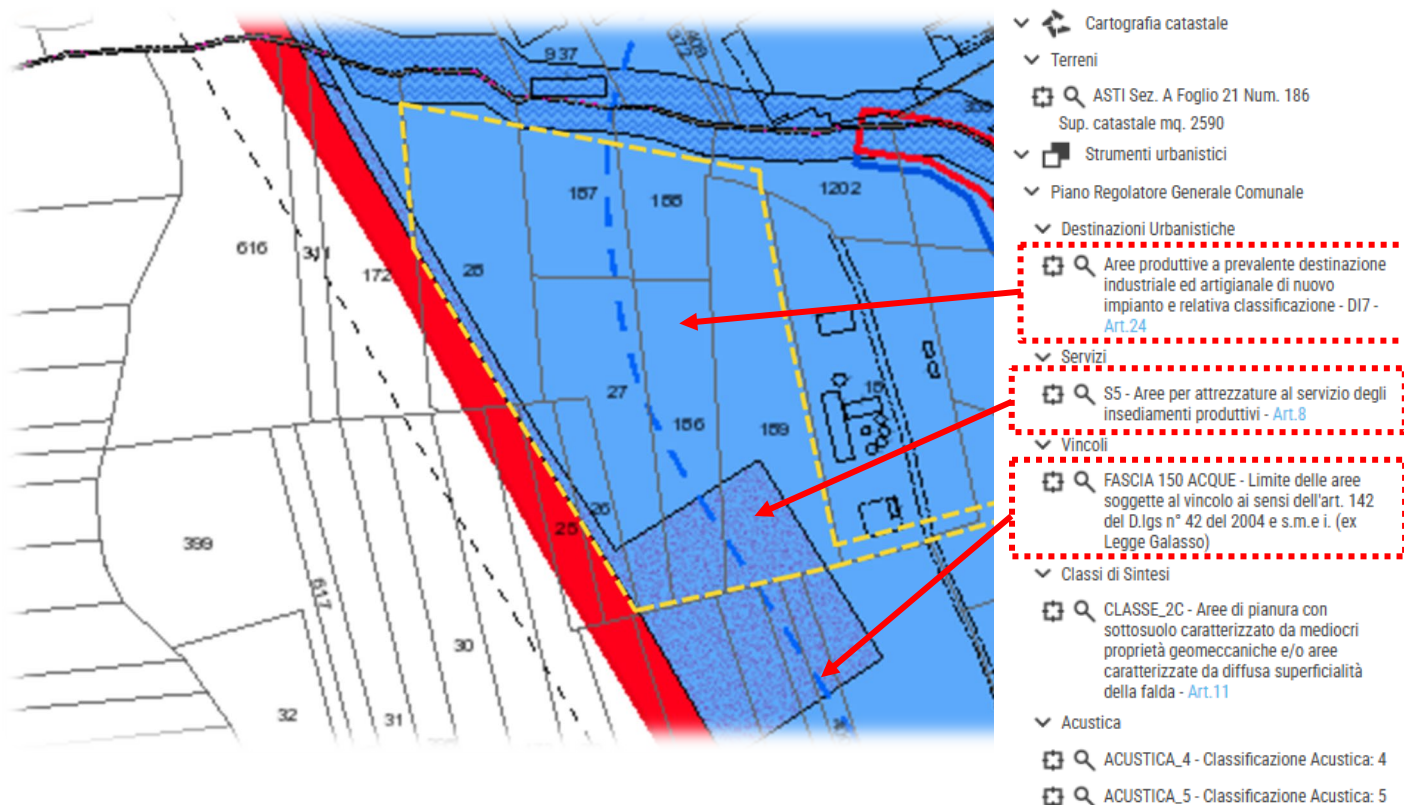 937
187
188
1202
616
311
172
28
27
186
189
15
26
25
399
617
30
32
31
Cartografia catastale
Terreni
ASTI Sez. A Foglio 21 Num. 186
Sup. catastale mq. 2590
Strumenti urbanistici
Piano Regolatore Generale Comunale
Destinazioni Urbanistiche
Aree produttive a prevalente destinazione
industriale ed artigianale di nuovo
impianto e relativa classificazione - DI7 -
Art.24
Servizi
S5 - Aree per attrezzature al servizio degli
insediamenti produttivi - Art.8
Vincoli
FASCIA 150 ACQUE - Limite delle aree
soggette al vincolo ai sensi dell'art. 142
del D.lgs n° 42 del 2004 e s.m.e i. (ex
Legge Galasso)
Classi di Sintesi
CLASSE_2C - Aree di pianura con
sottosuolo caratterizzato da mediocri
proprietà geomeccaniche e/o aree
caratterizzate da diffusa superficialità
della falda - Art.11
Acustica
ACUSTICA_4 - Classificazione Acustica: 4
ACUSTICA_5 - Classificazione Acustica: 5